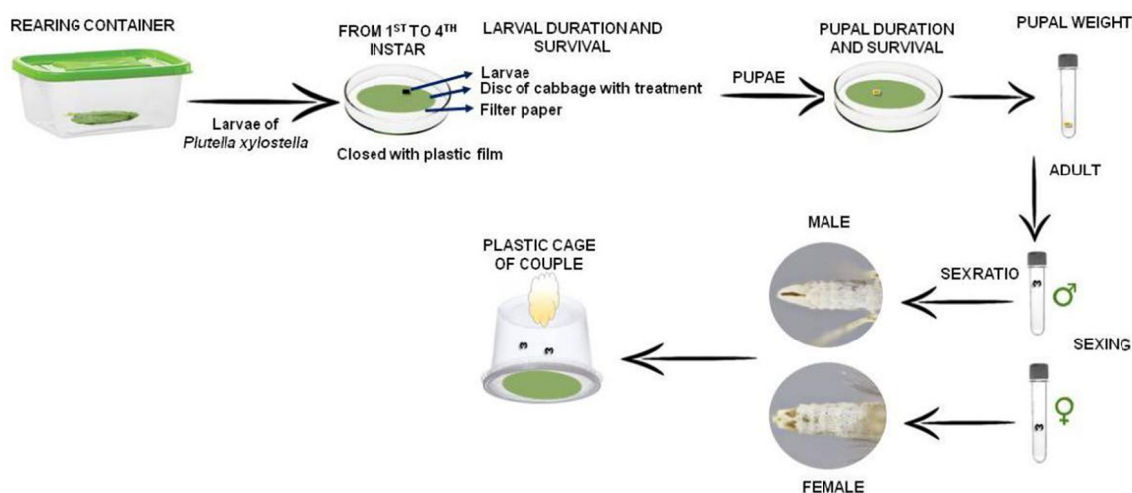 REARING CONTAINER
Larvae of
Plutella xylostella
FROM 1ST TO 4TH
INSTAR
LARVAL DURATION AND
SURVIVAL
Larvae
Disc of cabbage with treatment
Filter paper
Closed with plastic film
PUPAE
PUPAL DURATION
AND SURVIVAL
PUPAL WEIGHT
ADULT
SEXING
♂
♀
SEXRATIO
MALE
FEMALE
PLASTIC CAGE
OF COUPLE